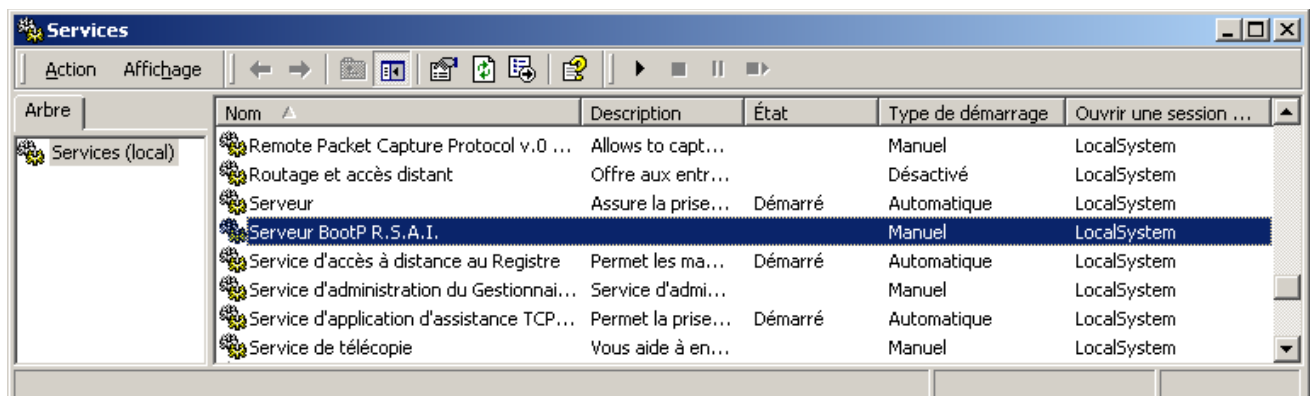 Services
Action Affichage
Arbre
Services (local)
Nom Description État Type de démarrage Ouvrir une session ...
Remote Packet Capture Protocol v.0 ... Allows to capt... Manuel LocalSystem
Routage et accès distant Offre aux entr... Désactivé LocalSystem
Serveur Assure la prise... Démarré Automatique LocalSystem
Serveur BootP R.S.A.I. Manuel LocalSystem
Service d'accès à distance au Registre Permet les ma... Démarré Automatique LocalSystem
Service d'administration du Gestionnai... Service d'admi... Manuel LocalSystem
Service d'application d'assistance TCP... Permet la prise... Démarré Automatique LocalSystem
Service de télécopie Vous aide à en... Manuel LocalSystem